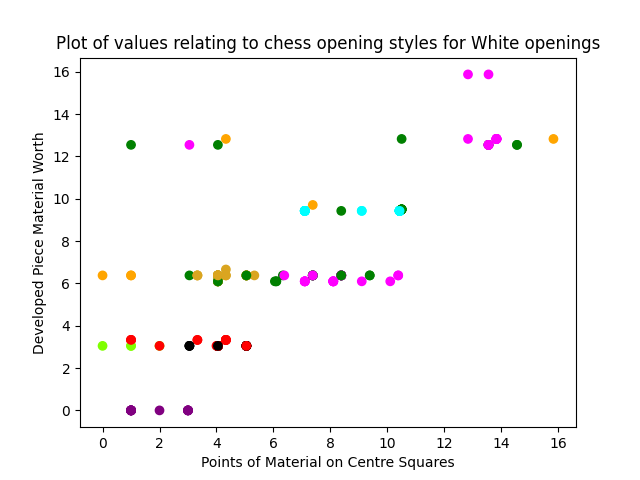 Plot of values relating to chess opening styles for White openings
16
14
12
10
8
6
4
2
0
Developed Piece Material Worth
0 2 4 6 8 10 12 14 16
Points of Material on Centre Squares